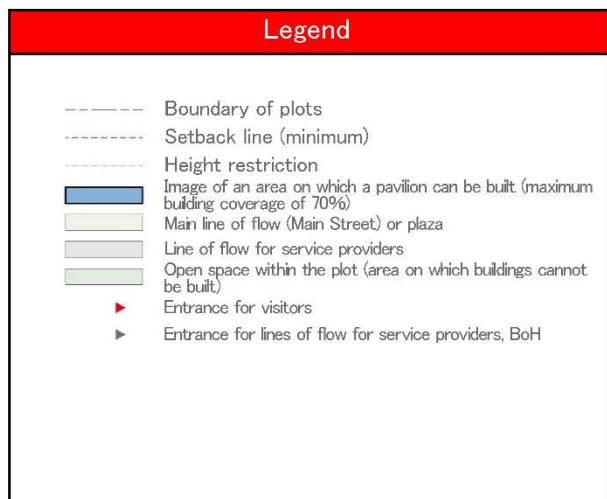 Legend
Boundary of plots
Setback line (minimum)
Height restriction
Image of an area on which a pavilion can be built (maximum
building coverage of 70%)
Main line of flow (Main Street) or plaza
Line of flow for service providers
Open space within the plot (area on which buildings cannot
be built)
Entrance for visitors
Entrance for lines of flow for service providers, BoH